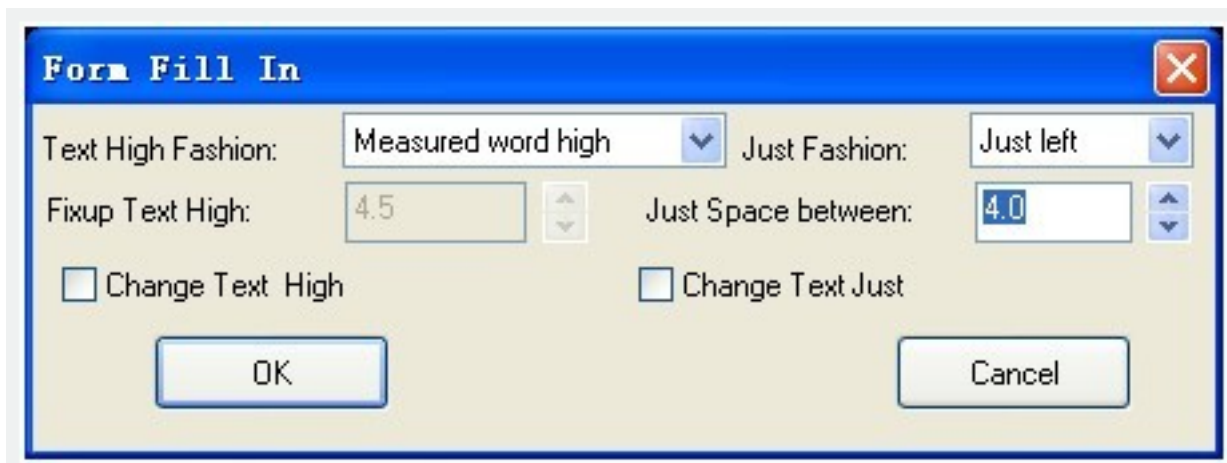 Form Fill In
Text High Fashion: Measured word high Just Fashion: Just left
Fixup Text High: 4.5 Just Space between: 4.0
Change Text High Change Text Just
OK Cancel